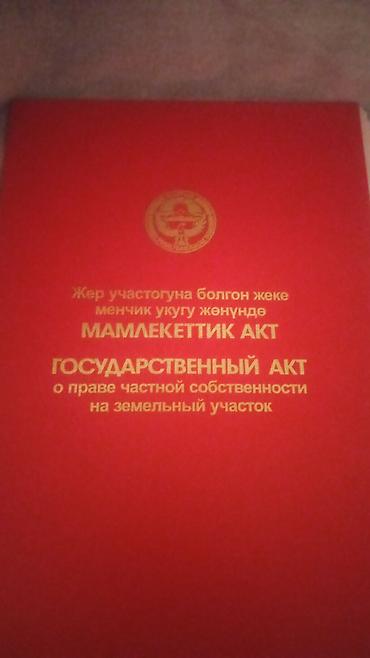 Жер участогуна болгон жеке
менчик укугу жөнүндө
МАМЛЕКЕТТИК АКТ
ГОСУДАРСТВЕННЫЙ АКТ
о праве частной собственности
на земельный участок